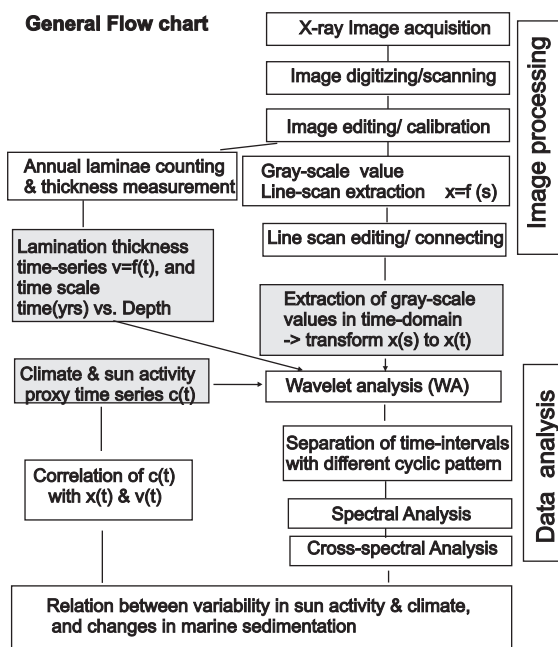 General Flow chart
X-ray Image acquisition
Image digitizing/scanning
Image editing/ calibration
Annual laminae counting
& thickness measurement
Gray-scale value
Line-scan extraction x=f (s)
Lamination thickness
time-series v=f(t), and
time scale
time(yrs) vs. Depth
Line scan editing/ connecting
Extraction of gray-scale
values in time-domain
-> transform x(s) to x(t)
Image processing
Climate & sun activity
proxy time series c(t)
Wavelet analysis (WA)
Separation of time-intervals
with different cyclic pattern
Correlation of c(t)
with x(t) & v(t)
Spectral Analysis
Cross-spectral Analysis
Data analysis
Relation between variability in sun activity & climate,
and changes in marine sedimentation